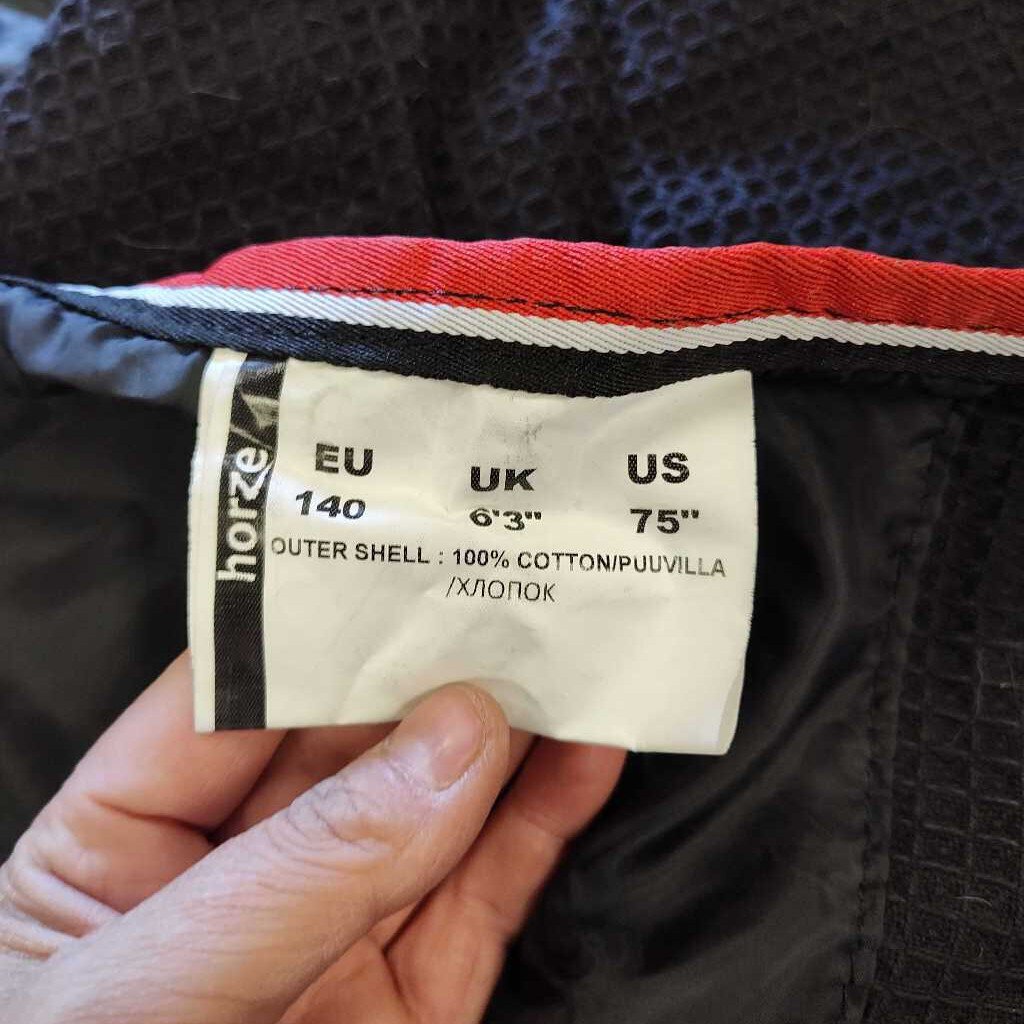 horze
EU UK US
140 6'3" 75"
OUTER SHELL : 100% COTTON/PUUVILLA
/ХЛОПОК